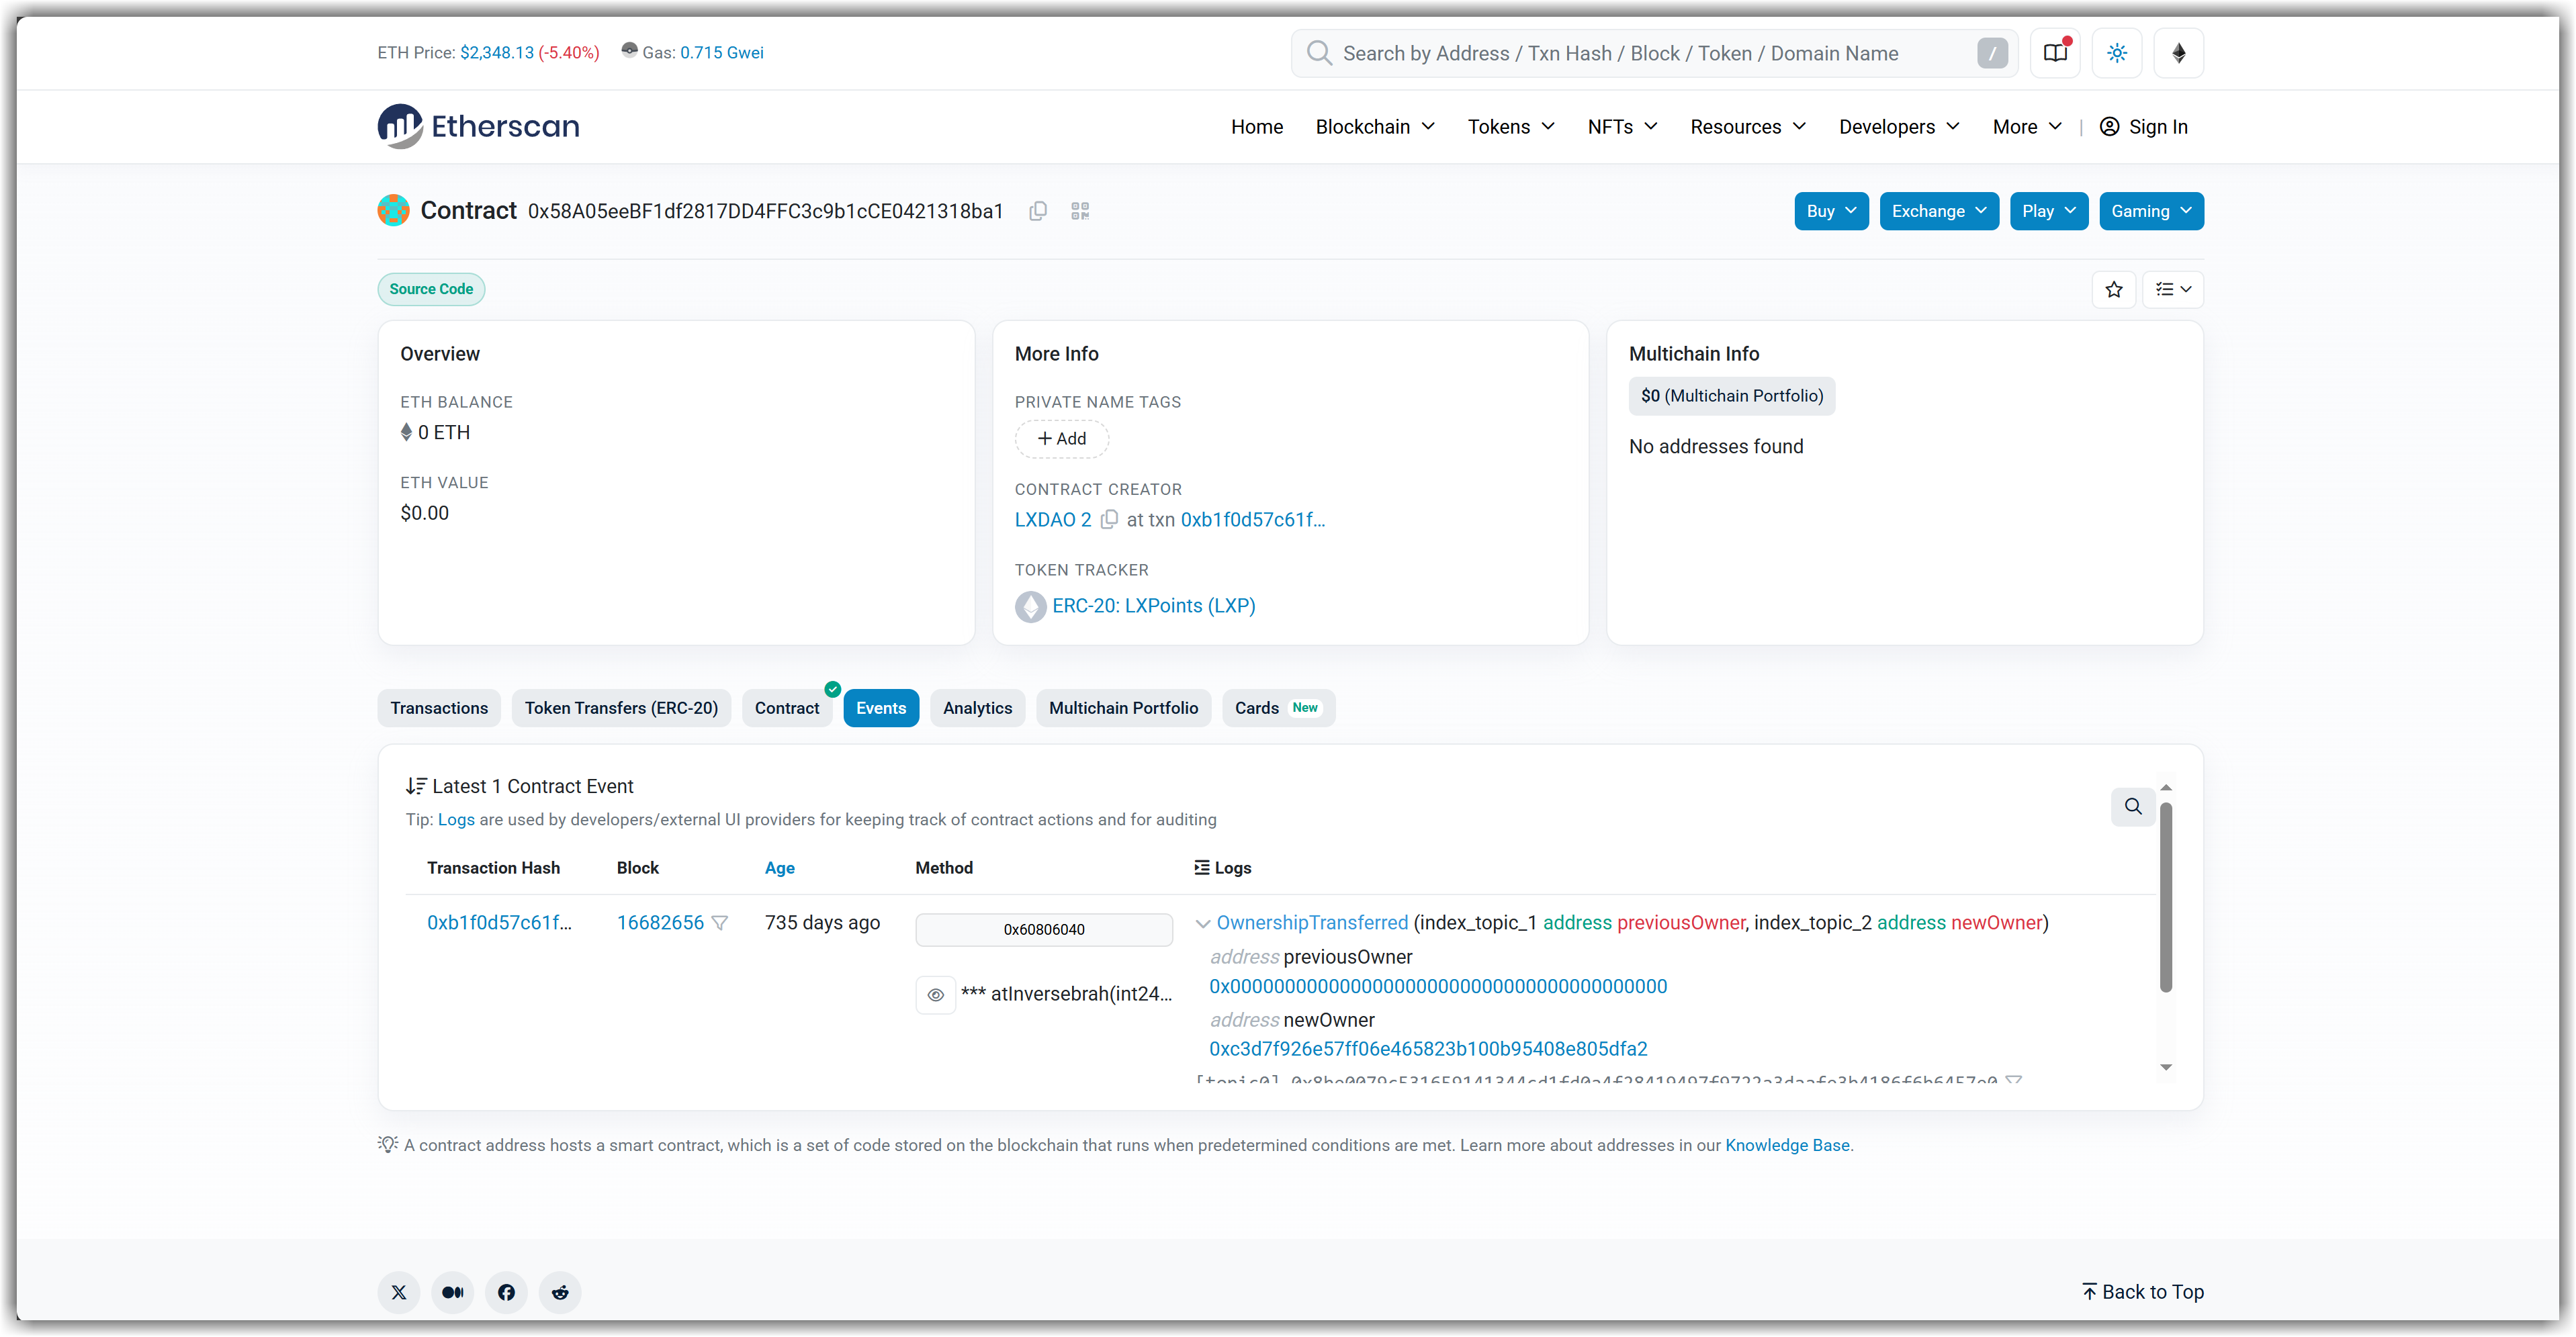 ETH Price: $2,348.13 (-5.40%) Gas: 0.715 Gwei
Search by Address / Txn Hash / Block / Token / Domain Name /
Etherscan
Home Blockchain Tokens NFTs Resources Developers More | Sign In
Contract 0x58A05eeBF1df2817DD4FFC3c9b1cCE0421318ba1
Buy Exchange Play Gaming
Source Code
Overview
ETH BALANCE
0 ETH
ETH VALUE
$0.00
More Info
PRIVATE NAME TAGS
+ Add
CONTRACT CREATOR
LXDAO 2 at txn 0xb1f0d57c61f...
TOKEN TRACKER
ERC-20: LXPoints (LXP)
Multichain Info
$0 (Multichain Portfolio)
No addresses found
Transactions Token Transfers (ERC-20) Contract Events Analytics Multichain Portfolio Cards New
Latest 1 Contract Event
Tip: Logs are used by developers/external UI providers for keeping track of contract actions and for auditing
Transaction Hash Block Age Method Logs
0xb1f0d57c61f... 16682656 735 days ago 0x60806040 OwnershipTransferred (index_topic_1 address previousOwner, index_topic_2 address newOwner)
address previousOwner
0x0000000000000000000000000000000000000000
*** atInversebrah(int24...
address newOwner
0xc3d7f926e57ff06e465823b100b95408e805dfa2
A contract address hosts a smart contract, which is a set of code stored on the blockchain that runs when predetermined conditions are met. Learn more about addresses in our Knowledge Base.
Back to Top